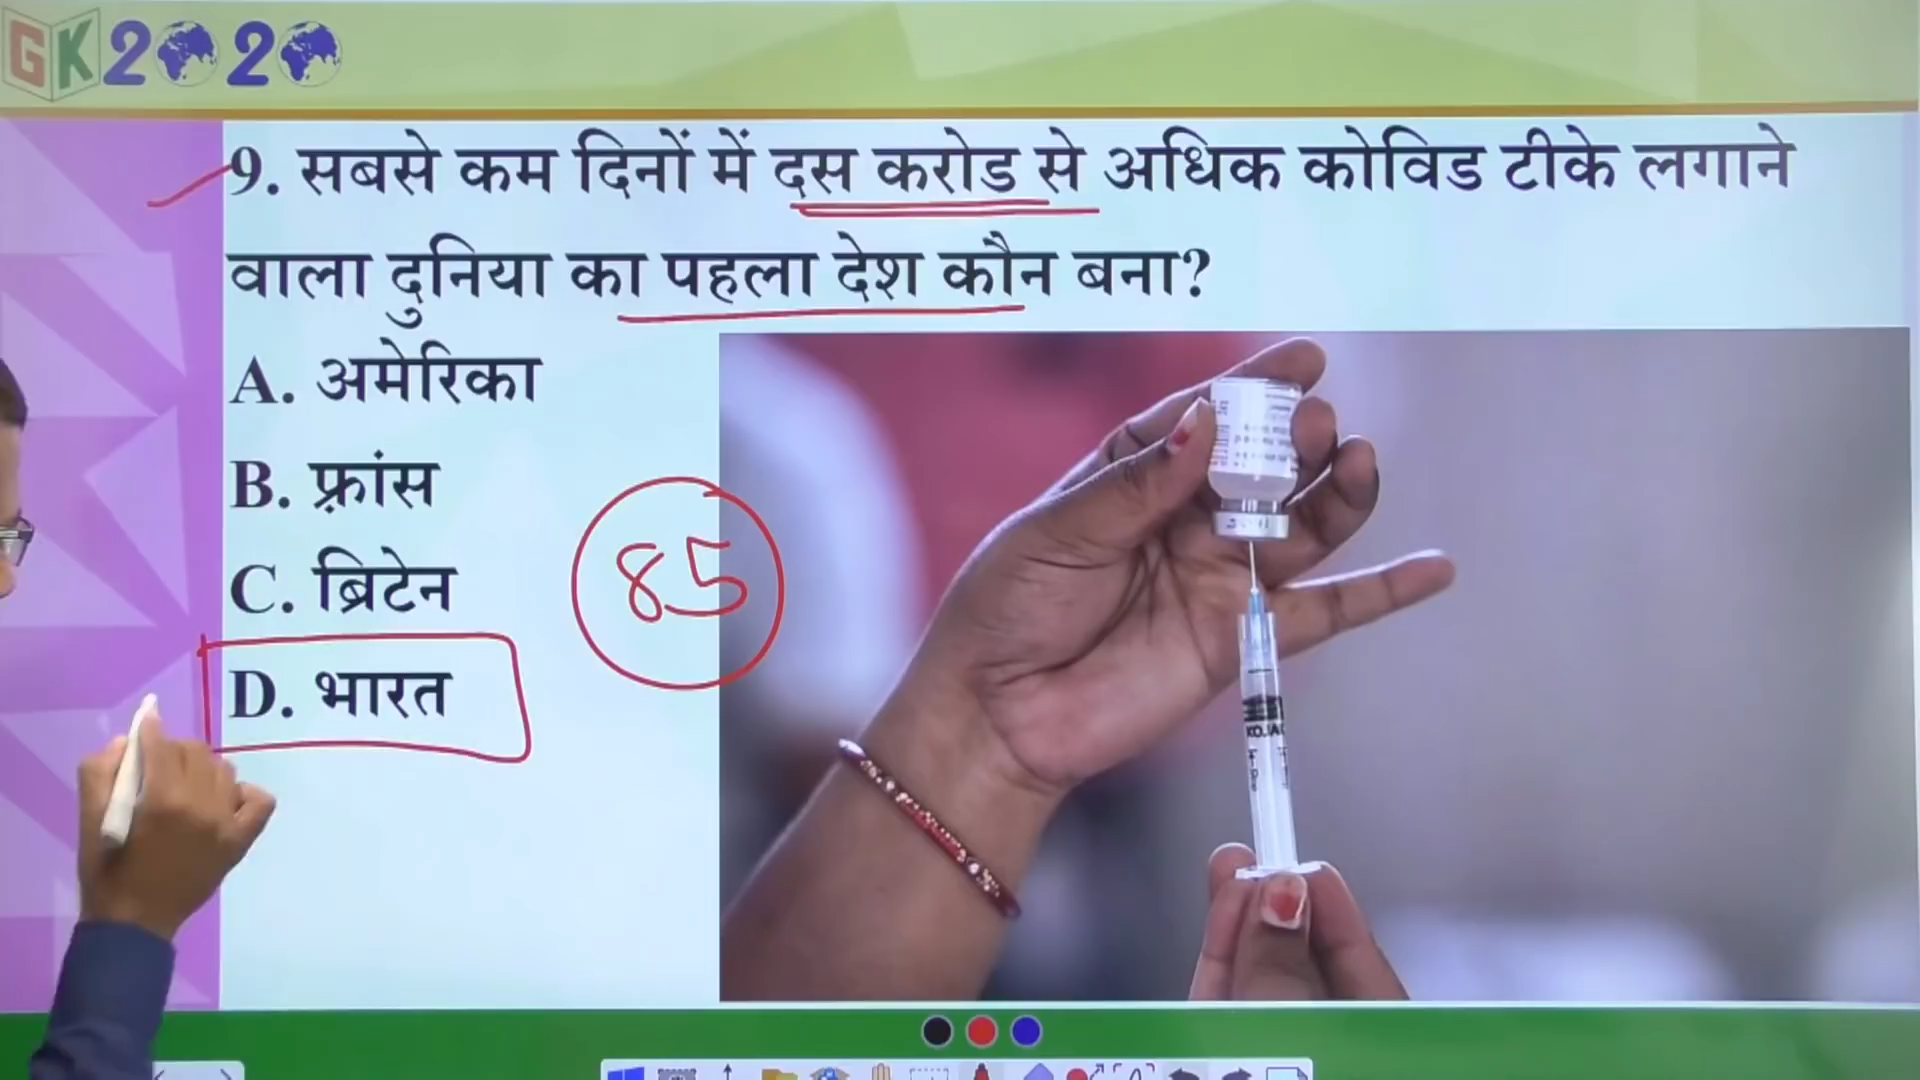 GK2020
9. सबसे कम दिनों में दस करोड से अधिक कोविड टीके लगाने
वाला दुनिया का पहला देश कौन बना?
A. अमेरिका
B. फ़्रांस
C. ब्रिटेन
D. भारत
85